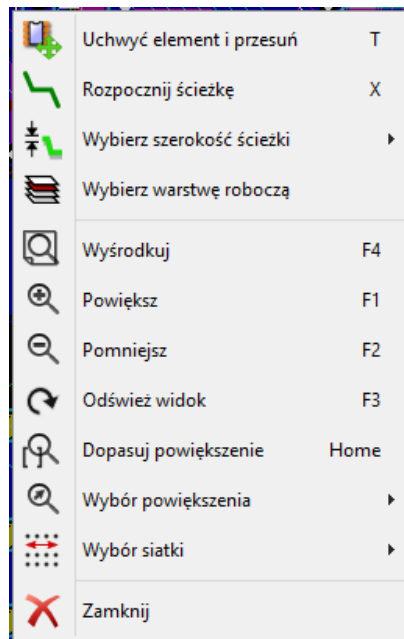 Uchwyć element i przesuń T
Rozpocznij ścieżkę X
Wybierz szerokość ścieżki
Wybierz warstwę roboczą
Wyśrodkuj F4
Powiększ F1
Pomniejsz F2
Odśwież widok F3
Dopasuj powiększenie Home
Wybór powiększenia
Wybór siatki
Zamknij